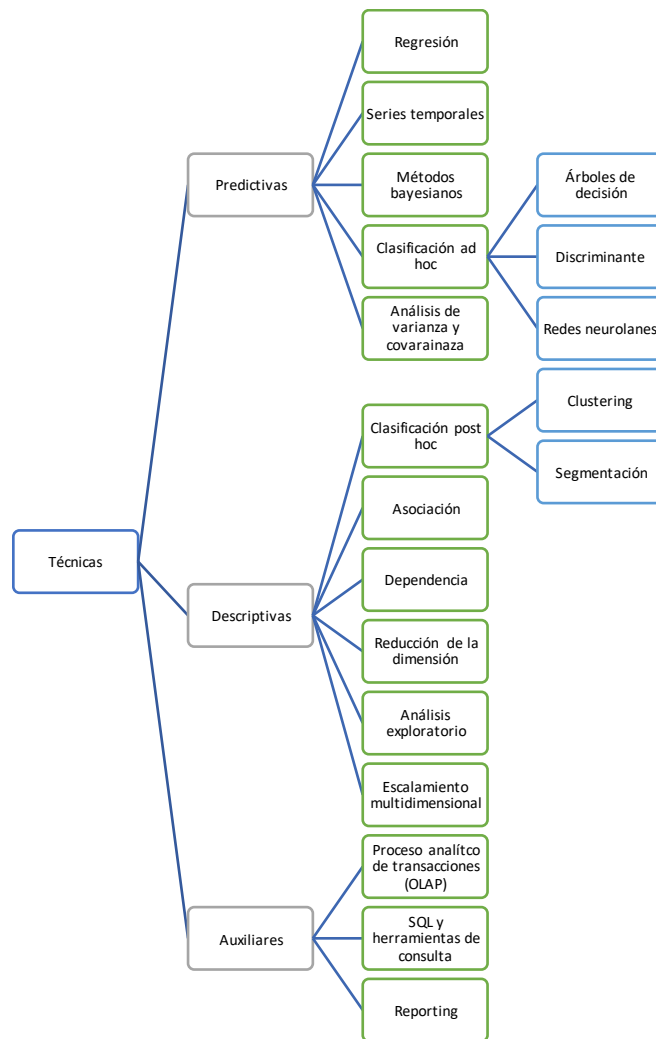 Técnicas
Predictivas
Regresión
Series temporales
Métodos
bayesianos
Clasificación ad
hoc
Árboles de
decisión
Discriminante
Redes neurolanes
Análisis de
varianza y
covarainaza
Descriptivas
Clasificación post
hoc
Clustering
Segmentación
Asociación
Dependencia
Reducción de la
dimensión
Análisis
exploratorio
Escalamiento
multidimensional
Auxiliares
Proceso analítco
de transacciones
(OLAP)
SQL y
herramientas de
consulta
Reporting